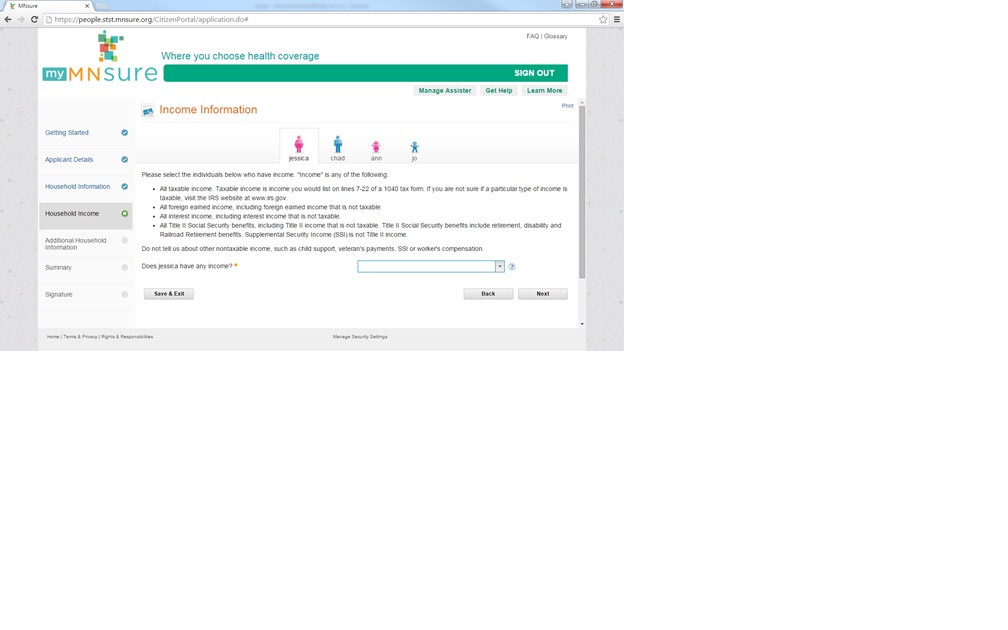 MNsure
https://people.stst.mnsure.org/CitizenPortal/application.do#
FAQ | Glossary
my MNsure
Where you choose health coverage
SIGN OUT
Manage Assister Get Help Learn More
Income Information
Print
Getting Started
Applicant Details
Household Information
Household Income
Additional Household
Information
Summary
Signature
jessica chad ann jo
Please select the individuals below who have income. "Income" is any of the following:
• All taxable income. Taxable income is income you would list on lines 7-22 of a 1040 tax form. If you are not sure if a particular type of income is
taxable, visit the IRS website at www.irs.gov.
• All foreign earned income, including foreign earned income that is not taxable.
• All interest income, including interest income that is not taxable.
• All Title II Social Security benefits, including Title II income that is not taxable. Title II Social Security benefits include retirement, disability and
Railroad Retirement benefits. Supplemental Security Income (SSI) is not Title II income.
Do not tell us about other nontaxable income, such as child support, veteran's payments, SSI or worker's compensation.
Does jessica have any income? *
Save & Exit Back Next
Home | Terms & Privacy | Rights & Responsibilities Manage Security Settings